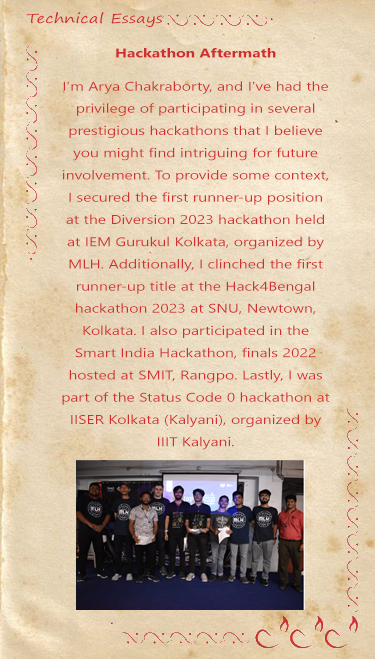 Technical Essays
Hackathon Aftermath
I'm Arya Chakraborty, and I've had the
privilege of participating in several
prestigious hackathons that I believe
you might find intriguing for future
involvement. To provide some context,
I secured the first runner-up position
at the Diversion 2023 hackathon held
at IEM Gurukul Kolkata, organized by
MLH. Additionally, I clinched the first
runner-up title at the Hack4Bengal
hackathon 2023 at SNU, Newtown,
Kolkata. I also participated in the
Smart India Hackathon, finals 2022
hosted at SMIT, Rangpo. Lastly, I was
part of the Status Code 0 hackathon at
IISER Kolkata (Kalyani), organized by
IIIT Kalyani.
MLH
MLH
MLH